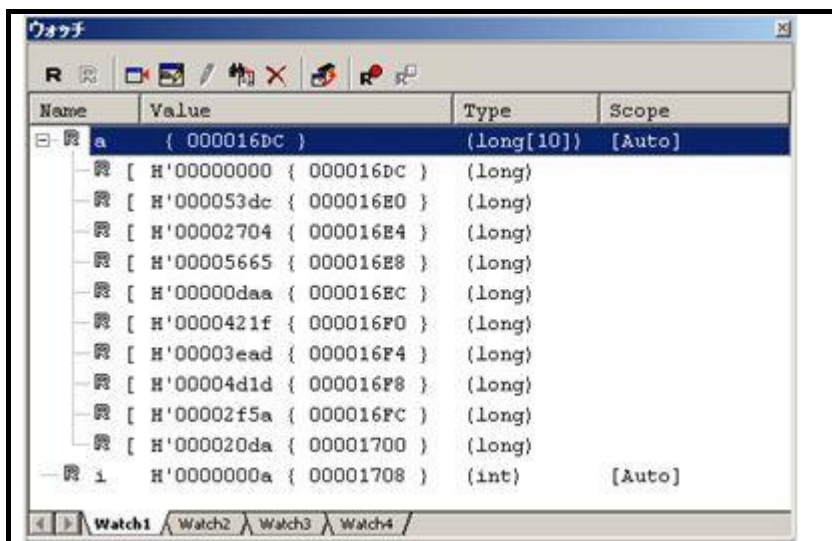 ウォッチ
R R R R
Name Value Type Scope
R a { 000016DC } (long[10]) [Auto]
R [ H'00000000 { 000016DC } (long)
R [ H'000053dc { 000016E0 } (long)
R [ H'00002704 { 000016E4 } (long)
R [ H'00005665 { 000016E8 } (long)
R [ H'00000daa { 000016EC } (long)
R [ H'0000421f { 000016F0 } (long)
R [ H'00003ead { 000016F4 } (long)
R [ H'00004d1d { 000016F8 } (long)
R [ H'00002f5a { 000016FC } (long)
R [ H'000020da { 00001700 } (long)
R i H'0000000a { 00001708 } (int) [Auto]
Watch1 Watch2 Watch3 Watch4